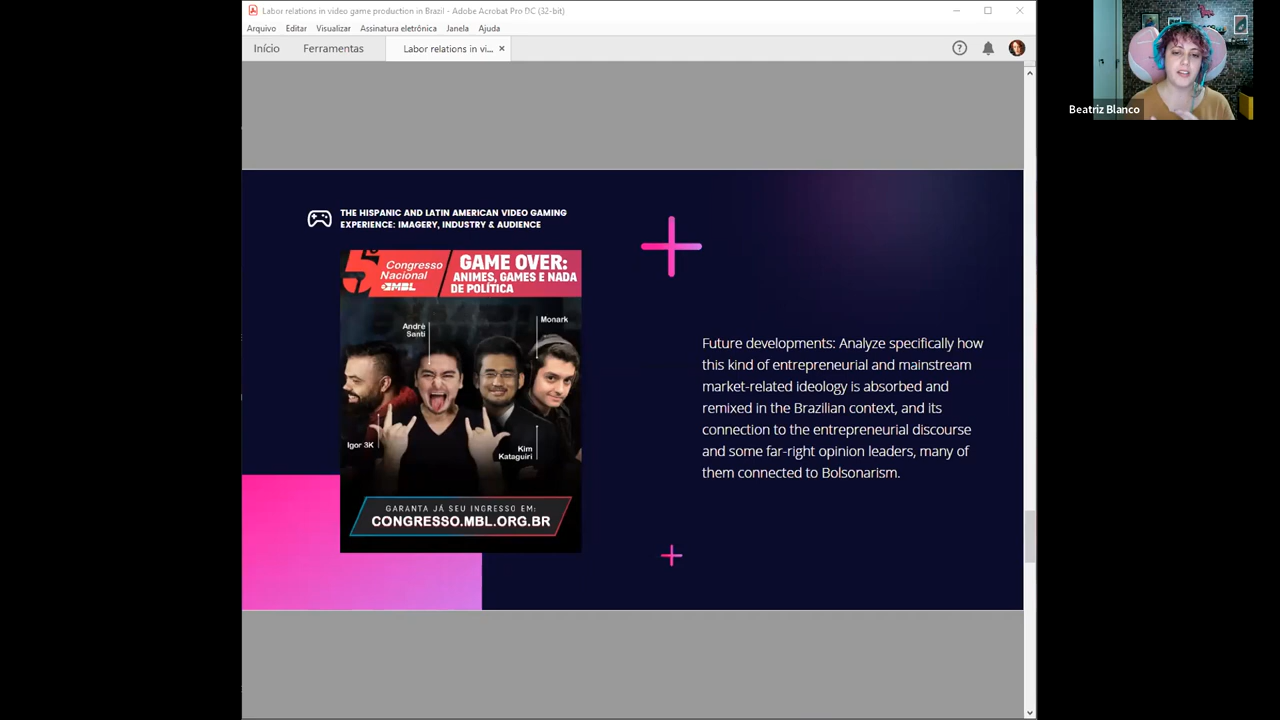 Labor relations in video game production in Brazil - Adobe Acrobat Pro DC (32-bit)
Arquivo Editar Visualizar Assinatura eletrônica Janela Ajuda
Início Ferramentas Labor relations in vi... ×
Beatriz Blanco
THE HISPANIC AND LATIN AMERICAN VIDEO GAMING
EXPERIENCE: IMAGERY, INDUSTRY & AUDIENCE
5º Congresso
Nacional
MBL
GAME OVER:
ANIMES, GAMES E NADA
DE POLÍTICA
Monark
André
Santi
Igor 3K
Kim
Kataguiri
GARANTA JÁ SEU INGRESSO EM:
CONGRESSO.MBL.ORG.BR
Future developments: Analyze specifically how
this kind of entrepreneurial and mainstream
market-related ideology is absorbed and
remixed in the Brazilian context, and its
connection to the entrepreneurial discourse
and some far-right opinion leaders, many of
them connected to Bolsonarism.